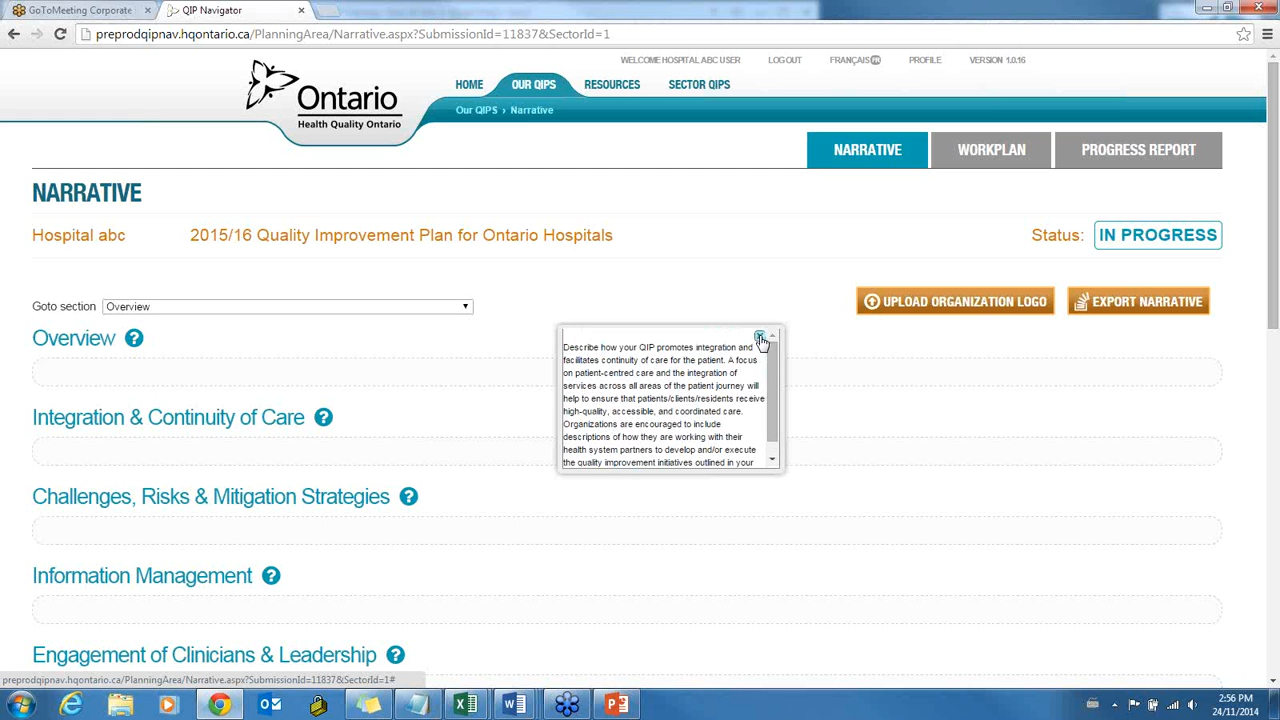 GoToMeeting Corporate
QIP Navigator
preprodqipnav.hqontario.ca/PlanningArea/Narrative.aspx?SubmissionId=11837&SectorId=1
WELCOME HOSPITAL ABC USER LOGOUT FRANÇAIS FR PROFILE VERSION 1.0.16
Ontario
Health Quality Ontario
HOME OUR QIPS RESOURCES SECTOR QIPS
Our QIPS › Narrative
NARRATIVE WORKPLAN PROGRESS REPORT
NARRATIVE
Hospital abc 2015/16 Quality Improvement Plan for Ontario Hospitals Status: IN PROGRESS
Goto section Overview UPLOAD ORGANIZATION LOGO EXPORT NARRATIVE
Overview ?
Describe how your QIP promotes integration and
facilitates continuity of care for the patient. A focus
on patient-centred care and the integration of
services across all areas of the patient journey will
help to ensure that patients/clients/residents receive
high-quality, accessible, and coordinated care.
Organizations are encouraged to include
descriptions of how they are working with their
health system partners to develop and/or execute
the quality improvement initiatives outlined in your
Integration & Continuity of Care ?
Challenges, Risks & Mitigation Strategies ?
Information Management ?
Engagement of Clinicians & Leadership ?
preprodqipnav.hqontario.ca/PlanningArea/Narrative.aspx?SubmissionId=11837&SectorId=1#
2:56 PM
24/11/2014